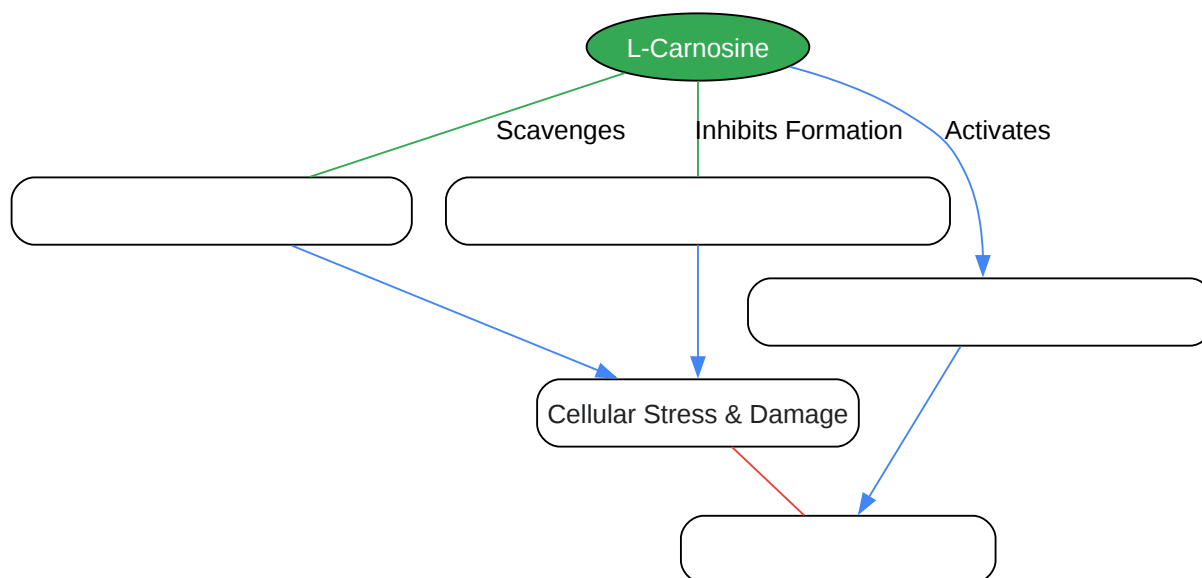 L-Carnosine
Scavenges
Inhibits Formation
Activates
Cellular Stress & Damage